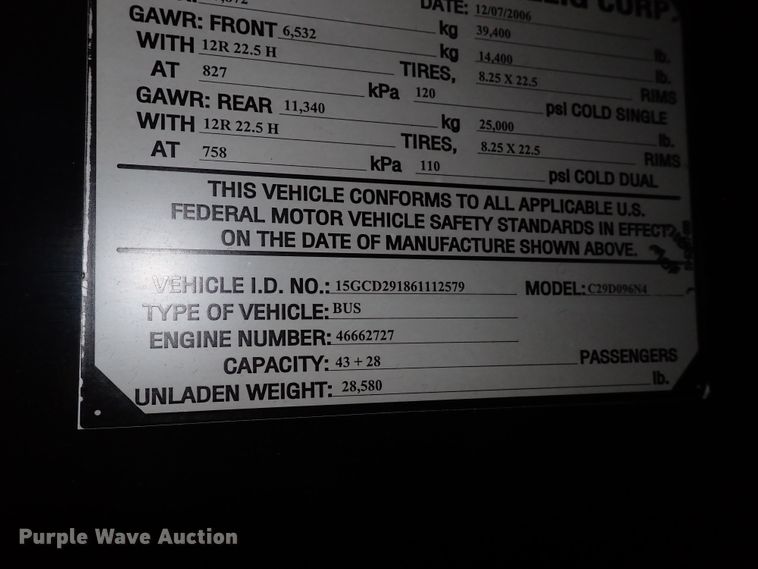 DATE: 12/07/2006
CORP.
kg 39,400 lb.
GAWR: FRONT 6,532 kg 14,400 lb.
WITH 12R 22.5 H TIRES, 8.25 X 22.5 RIMS
AT 827 kPa 120 psi COLD SINGLE
GAWR: REAR 11,340 kg 25,000 lb.
WITH 12R 22.5 H TIRES, 8.25 X 22.5 RIMS
AT 758 kPa 110 psi COLD DUAL
THIS VEHICLE CONFORMS TO ALL APPLICABLE U.S.
FEDERAL MOTOR VEHICLE SAFETY STANDARDS IN EFFECT
ON THE DATE OF MANUFACTURE SHOWN ABOVE.
VEHICLE I.D. NO.: 15GCD291861112579 MODEL: C29D096N4
TYPE OF VEHICLE: BUS
ENGINE NUMBER: 46662727
CAPACITY: 43 + 28 PASSENGERS
UNLADEN WEIGHT: 28,580 lb.
Purple Wave Auction